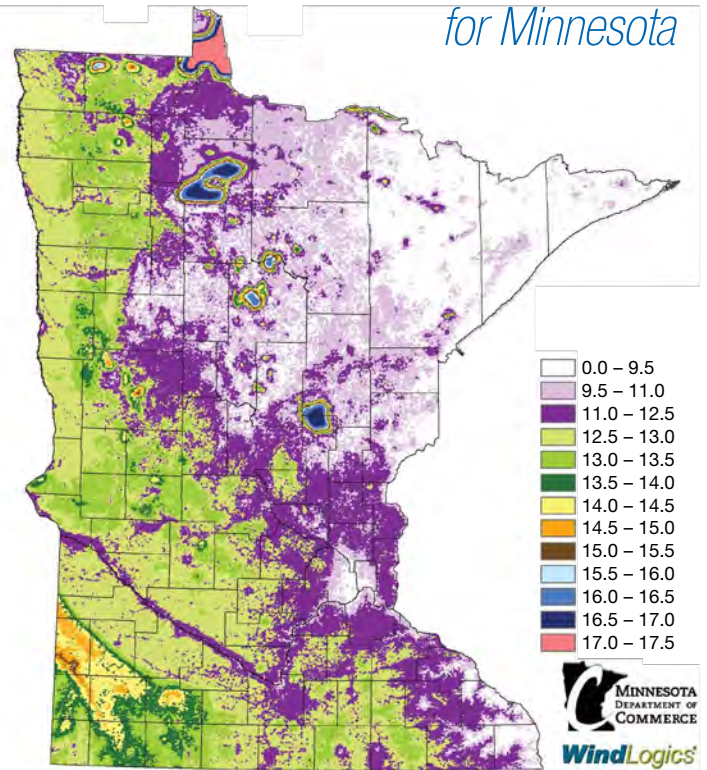 for Minnesota
0.0 – 9.5
9.5 – 11.0
11.0 – 12.5
12.5 – 13.0
13.0 – 13.5
13.5 – 14.0
14.0 – 14.5
14.5 – 15.0
15.0 – 15.5
15.5 – 16.0
16.0 – 16.5
16.5 – 17.0
17.0 – 17.5
MINNESOTA
DEPARTMENT OF
COMMERCE
WindLogics